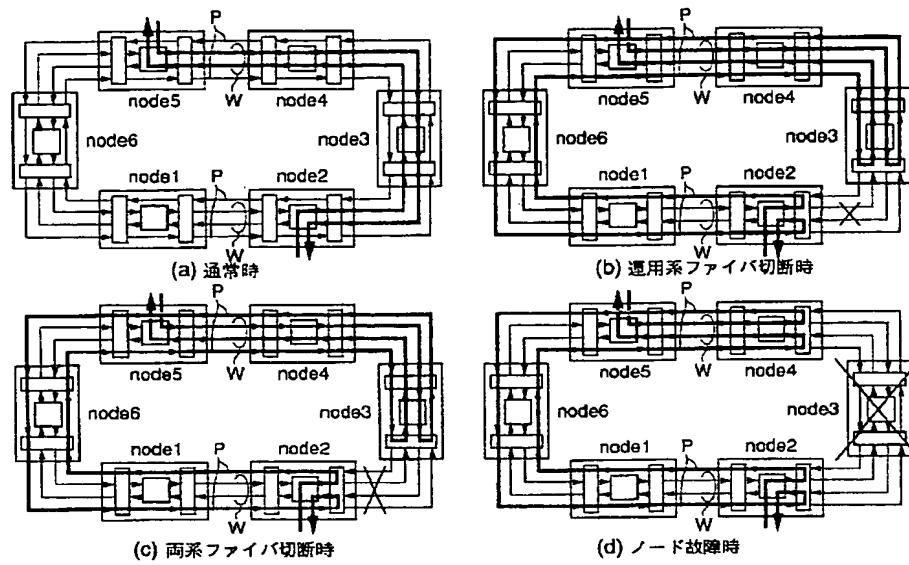 P
node5
W
node4
node6
node3
node1
P
node2
W
(a) 通常時
P
node5
W
node4
node6
node3
node1
P
node2
W
(b) 運用系ファイバ切断時
P
node5
W
node4
node6
node3
node1
P
node2
W
(c) 両系ファイバ切断時
P
node5
W
node4
node6
node3
node1
P
node2
W
(d) ノード故障時